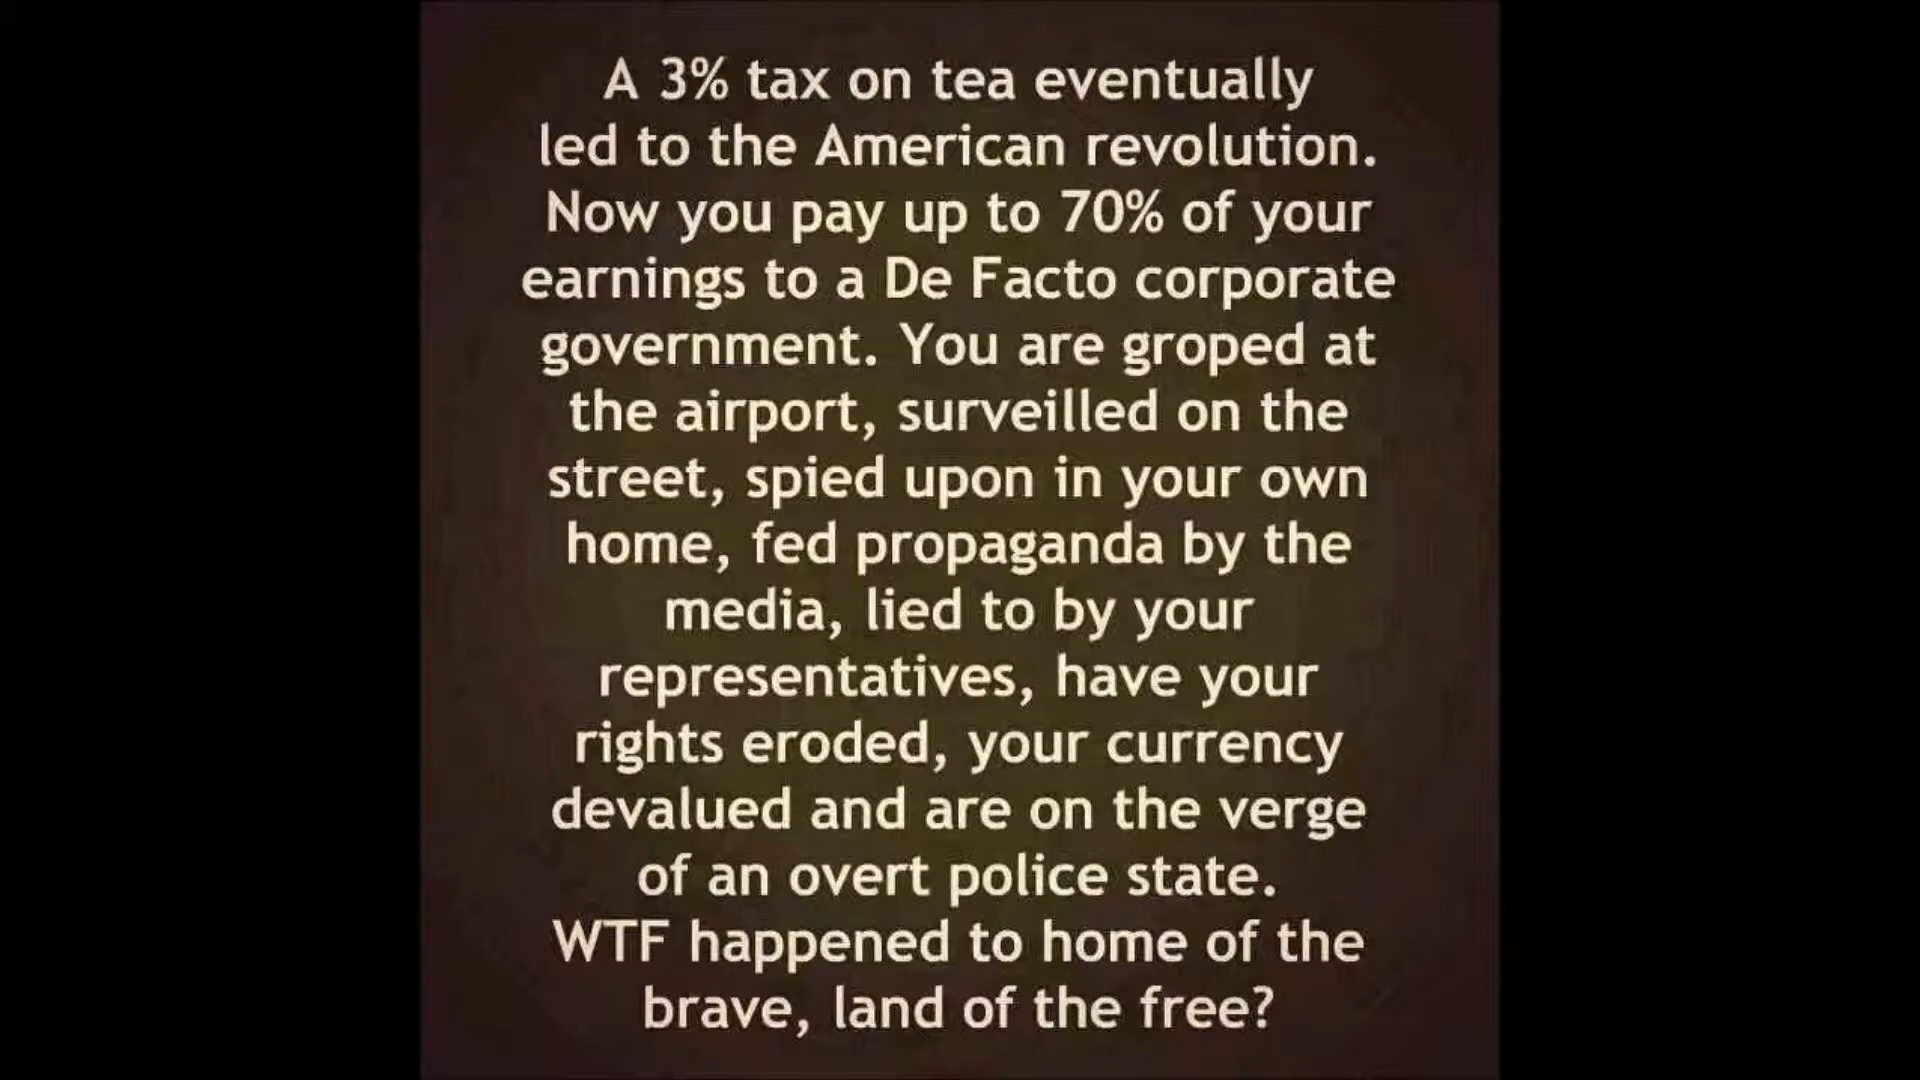 A 3% tax on tea eventually
led to the American revolution.
Now you pay up to 70% of your
earnings to a De Facto corporate
government. You are groped at
the airport, surveilled on the
street, spied upon in your own
home, fed propaganda by the
media, lied to by your
representatives, have your
rights eroded, your currency
devalued and are on the verge
of an overt police state.
WTF happened to home of the
brave, land of the free?